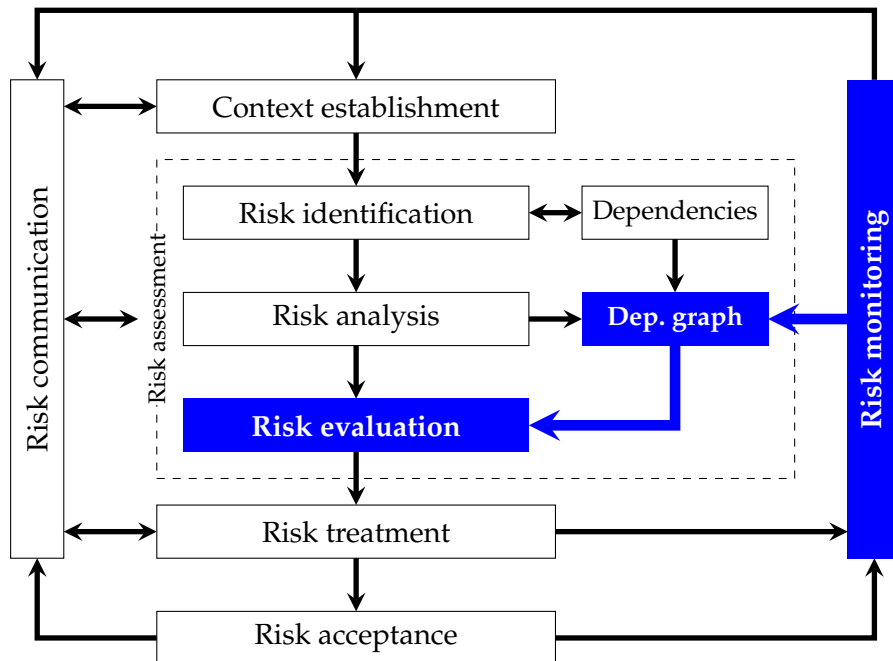 Context establishment
Risk communication
Risk assessment
Risk identification
Dependencies
Risk analysis
Dep. graph
Risk monitoring
Risk evaluation
Risk treatment
Risk acceptance